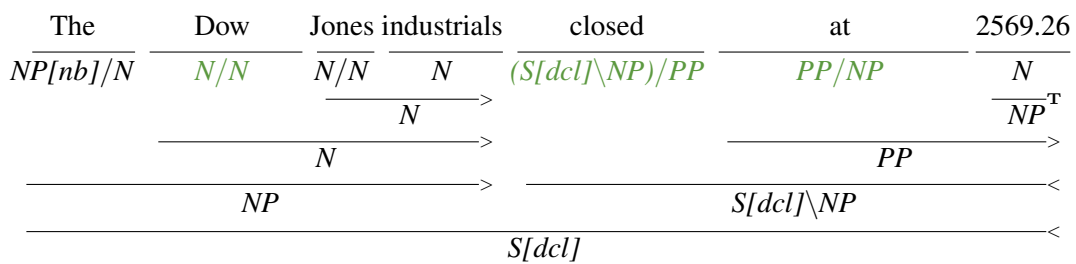 The Dow Jones industrials closed at 2569.26
NP[nb]/N N/N N/N N (S[dcl]\NP)/PP PP/NP N
> T
N NP
> >
N PP
> <
NP S[dcl]\NP
<
S[dcl]